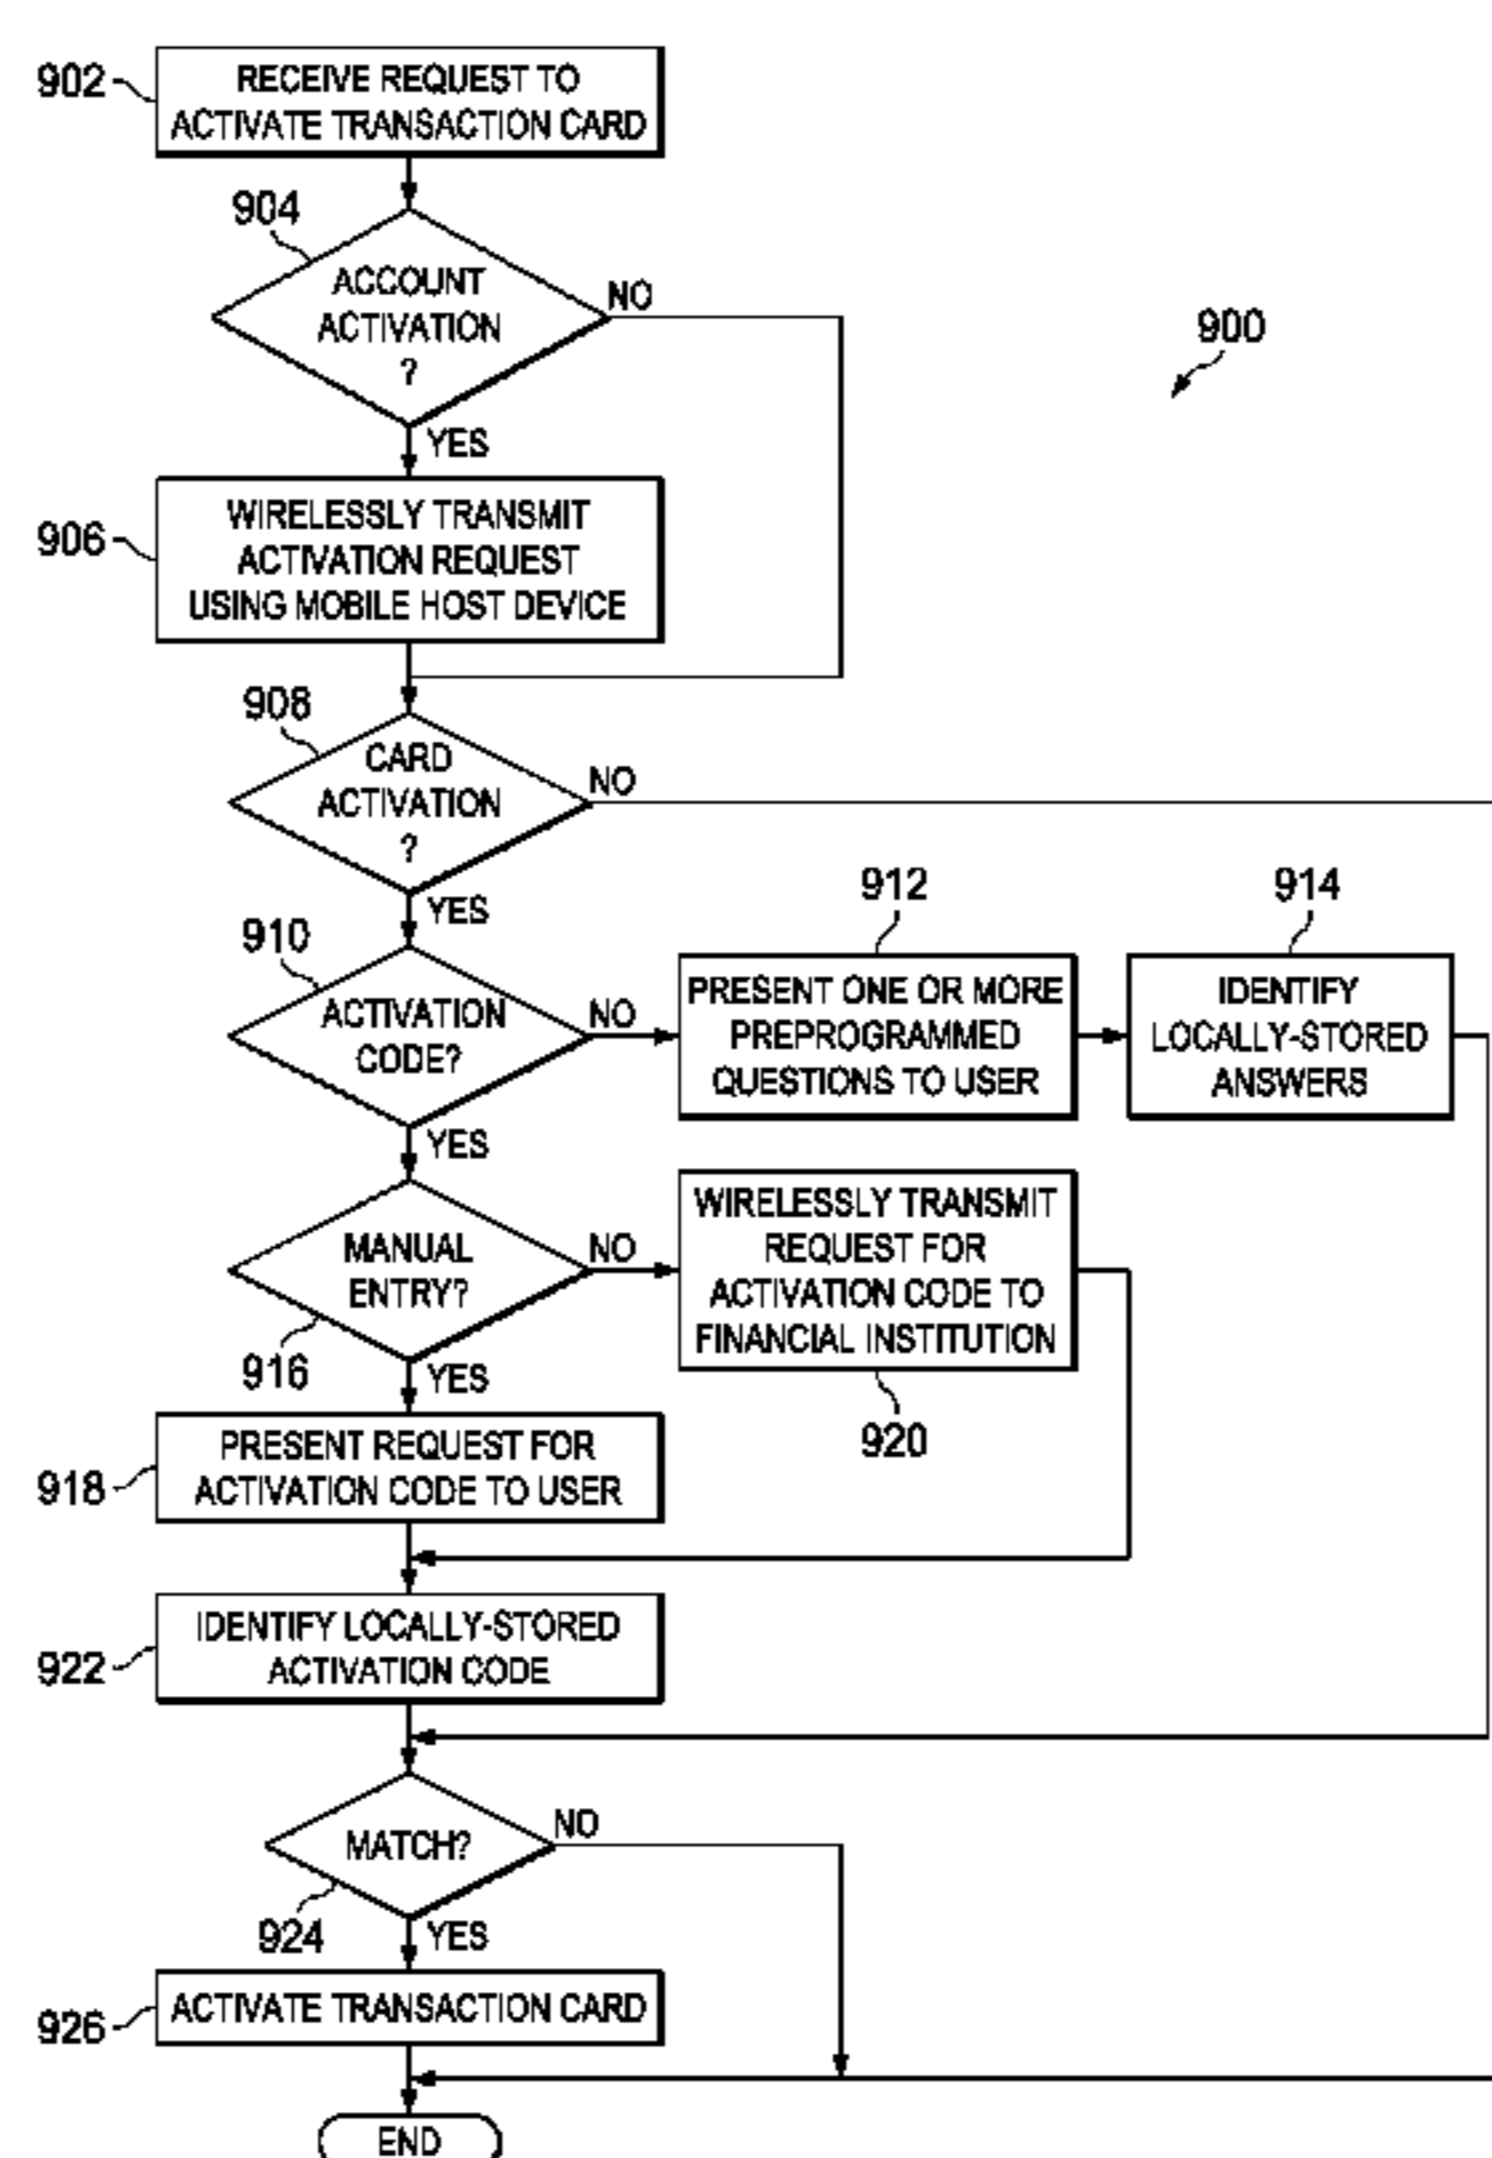 902
RECEIVE REQUEST TO
ACTIVATE TRANSACTION CARD
904
ACCOUNT
ACTIVATION
?
NO
YES
900
906
WIRELESSLY TRANSMIT
ACTIVATION REQUEST
USING MOBILE HOST DEVICE
908
CARD
ACTIVATION
?
NO
YES
910
ACTIVATION
CODE?
NO
YES
912
PRESENT ONE OR MORE
PREPROGRAMMED
QUESTIONS TO USER
914
IDENTIFY
LOCALLY-STORED
ANSWERS
MANUAL
ENTRY?
916
NO
YES
WIRELESSLY TRANSMIT
REQUEST FOR
ACTIVATION CODE TO
FINANCIAL INSTITUTION
920
918
PRESENT REQUEST FOR
ACTIVATION CODE TO USER
922
IDENTIFY LOCALLY-STORED
ACTIVATION CODE
MATCH?
NO
924
YES
926
ACTIVATE TRANSACTION CARD
END